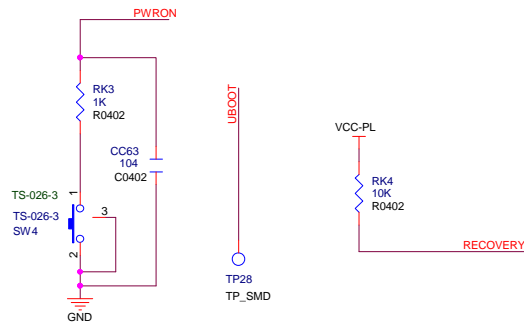 PWRON
RK3
1K
R0402
UBOOT
VCC-PL
CC63
104
C0402
RK4
10K
R0402
TS-026-3
1
TS-026-3
3
SW4
2
RECOVERY
TP28
TP_SMD
GND